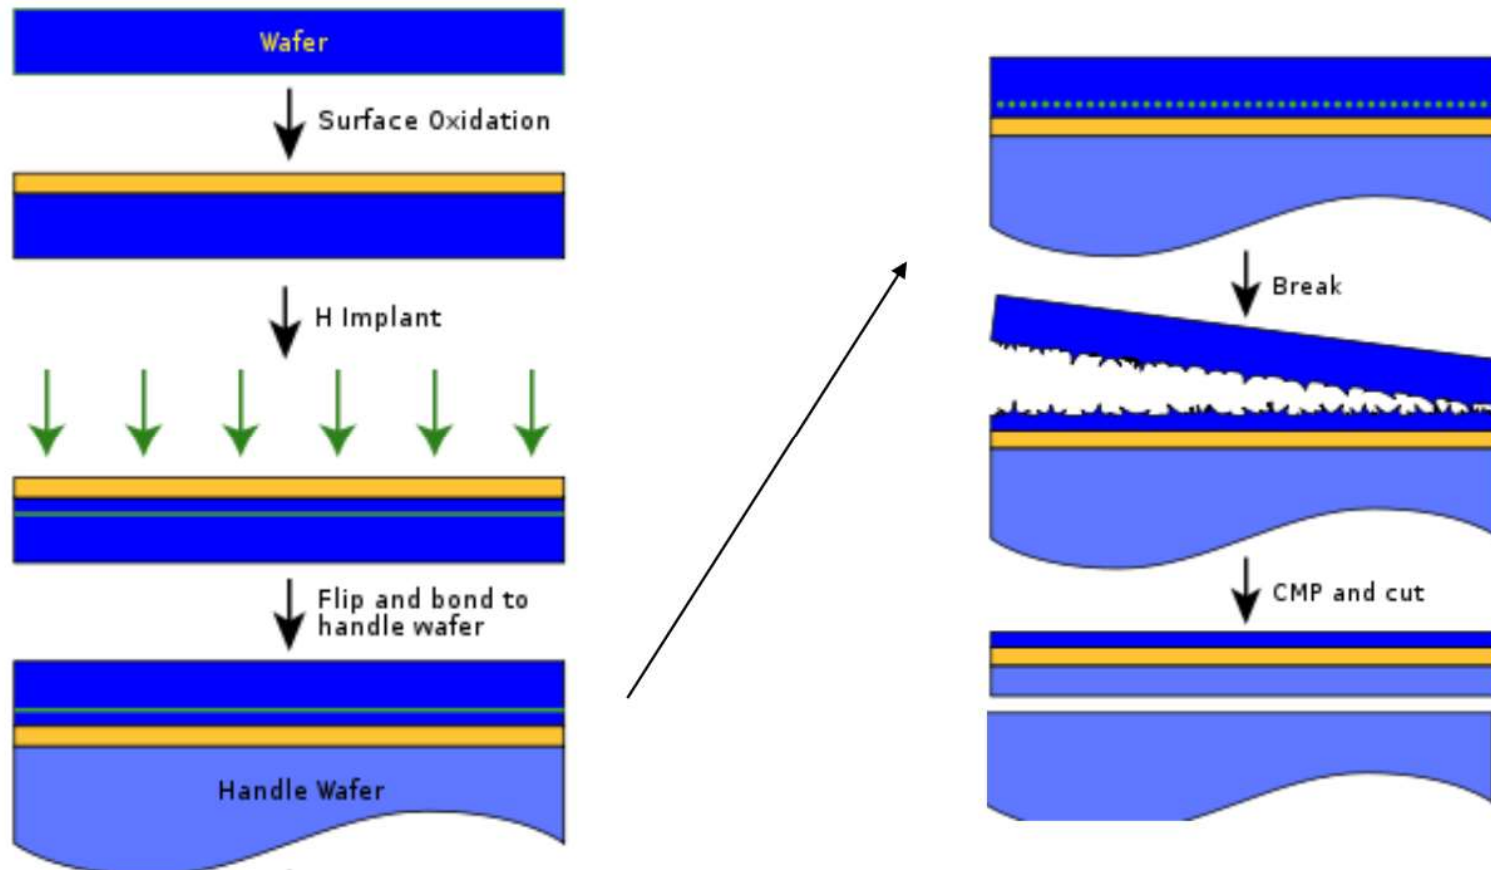 Wafer
Surface Oxidation
H Implant
Flip and bond to
handle wafer
Handle Wafer
Break
CMP and cut